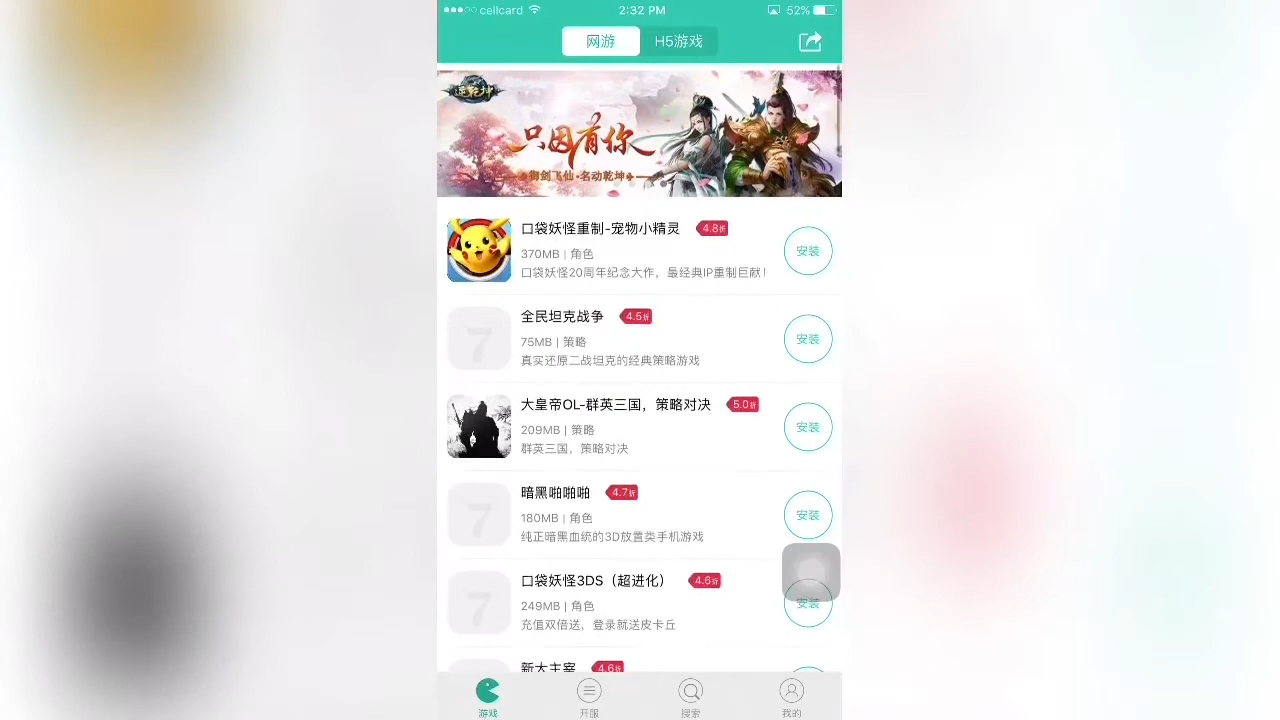 cellcard
2:32 PM
52%
网游
H5游戏
逆乾坤
只因有你
御剑飞仙·名动乾坤
口袋妖怪重制-宠物小精灵
4.8折
370MB | 角色
口袋妖怪20周年纪念大作，最经典IP重制巨献！
安装
7
全民坦克战争
4.5折
75MB | 策略
真实还原二战坦克的经典策略游戏
安装
大皇帝OL-群英三国，策略对决
5.0折
209MB | 策略
群英三国，策略对决
安装
7
暗黑啪啪啪
4.7折
180MB | 角色
纯正暗黑血统的3D放置类手机游戏
安装
7
口袋妖怪3DS（超进化）
4.6折
249MB | 角色
充值双倍送，登录就送皮卡丘
安装
新大主宰
4.6折
游戏
开服
搜索
我的